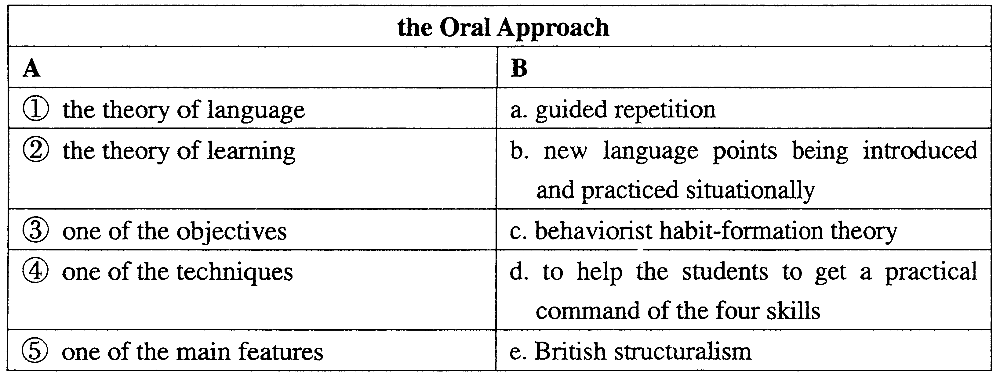 the Oral Approach
A
B
① the theory of language
a. guided repetition
② the theory of learning
b. new language points being introduced
and practiced situationally
③ one of the objectives
c. behaviorist habit-formation theory
④ one of the techniques
d. to help the students to get a practical
command of the four skills
⑤ one of the main features
e. British structuralism